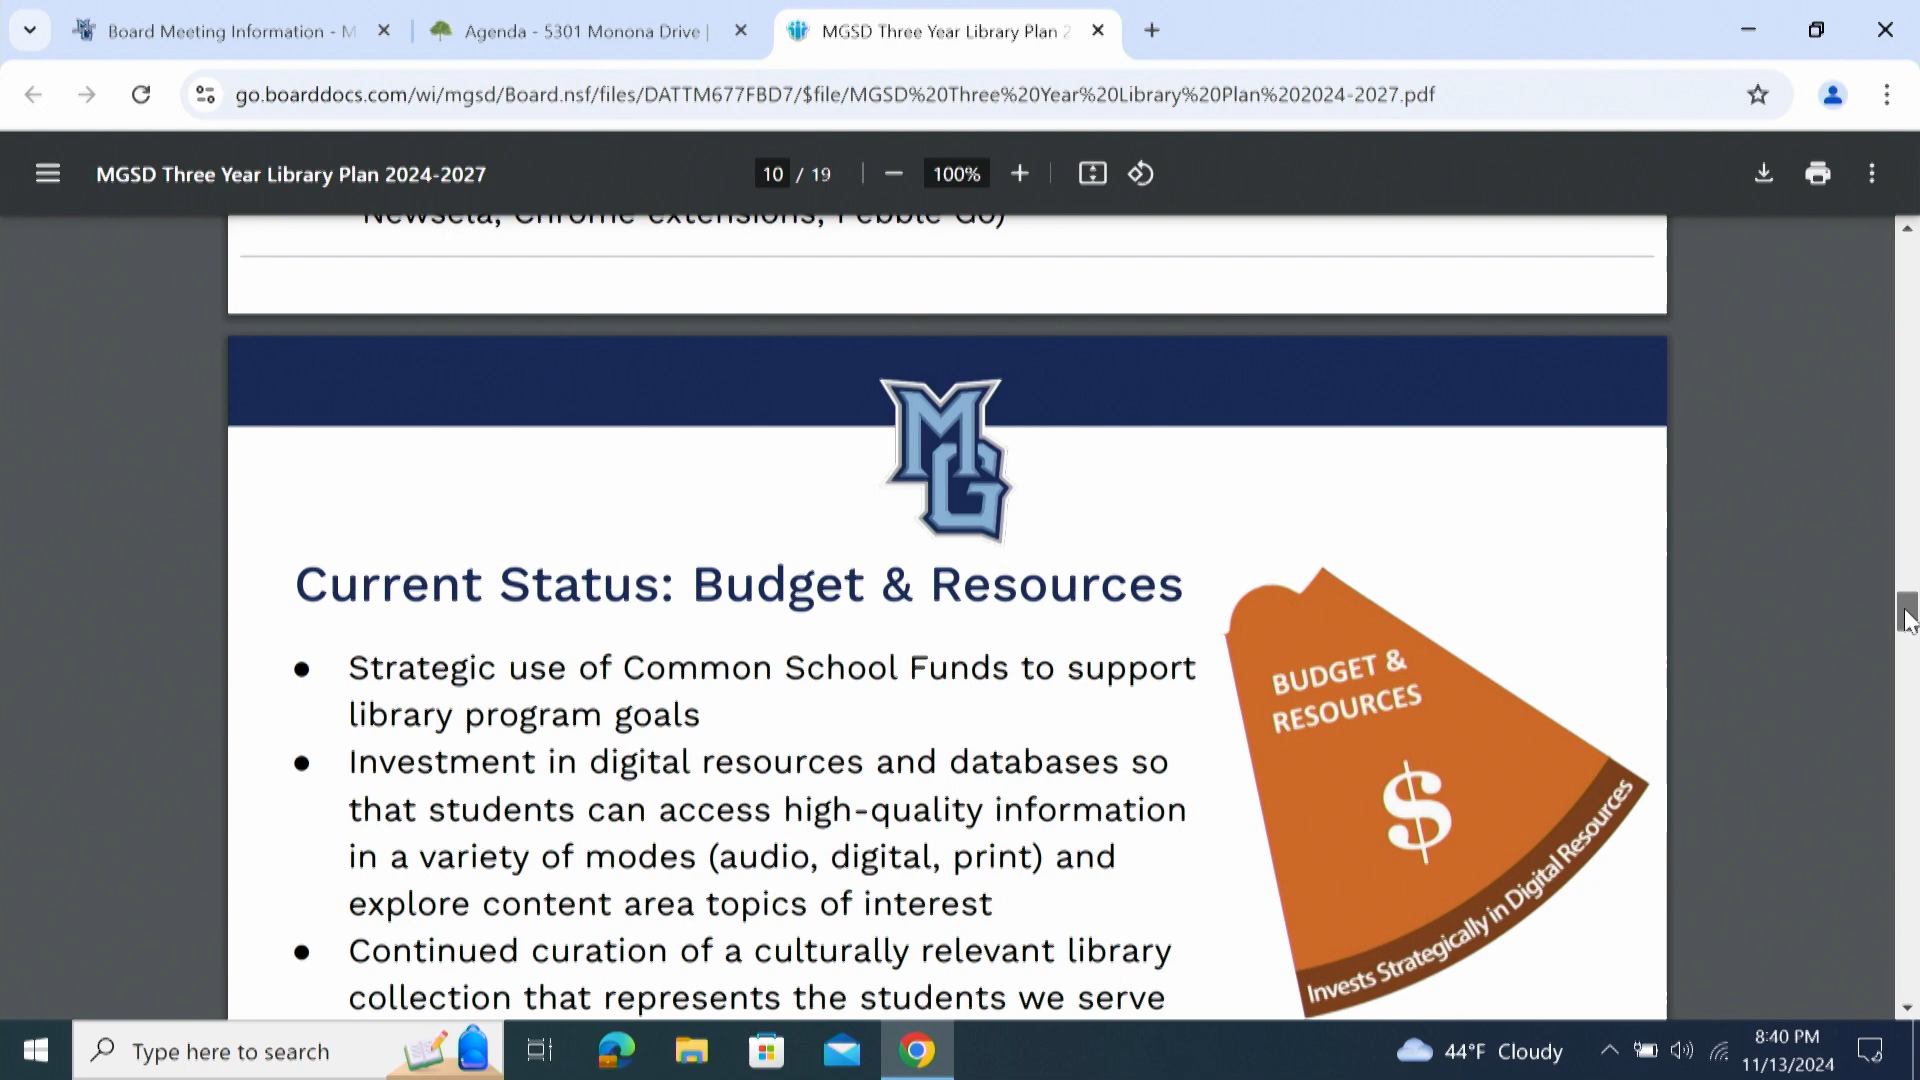 Board Meeting Information - M
Agenda - 5301 Monona Drive |
MGSD Three Year Library Plan 2
go.boarddocs.com/wi/mgsd/Board.nsf/files/DATTM677FBD7/$file/MGSD%20Three%20Year%20Library%20Plan%202024-2027.pdf
MGSD Three Year Library Plan 2024-2027
10 / 19
100%
Newsela, Chrome extensions, Pebble Go)
MG
Current Status: Budget & Resources
● Strategic use of Common School Funds to support
library program goals
● Investment in digital resources and databases so
that students can access high-quality information
in a variety of modes (audio, digital, print) and
explore content area topics of interest
● Continued curation of a culturally relevant library
collection that represents the students we serve
BUDGET &
RESOURCES
$
Invests Strategically in Digital Resources
Type here to search
44°F Cloudy
8:40 PM
11/13/2024